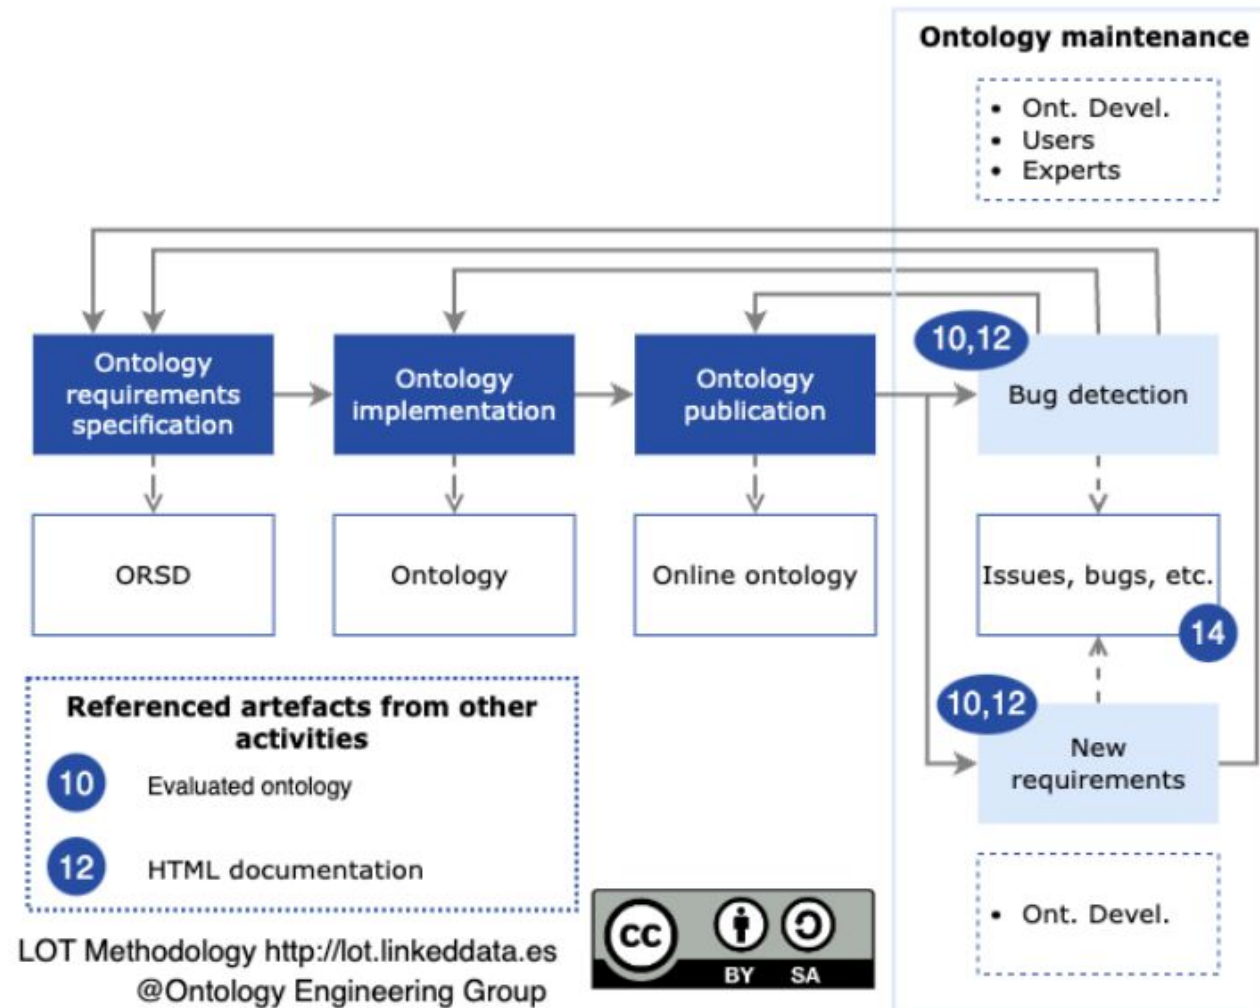 Ontology maintenance
• Ont. Devel.
• Users
• Experts
10,12
Ontology
requirements
specification
Ontology
implementation
Ontology
publication
Bug detection
ORSD
Ontology
Online ontology
Issues, bugs, etc.
14
10,12
New
requirements
• Ont. Devel.
Referenced artefacts from other
activities
10 Evaluated ontology
12 HTML documentation
LOT Methodology http://lot.linkeddata.es
@Ontology Engineering Group
cc
BY SA